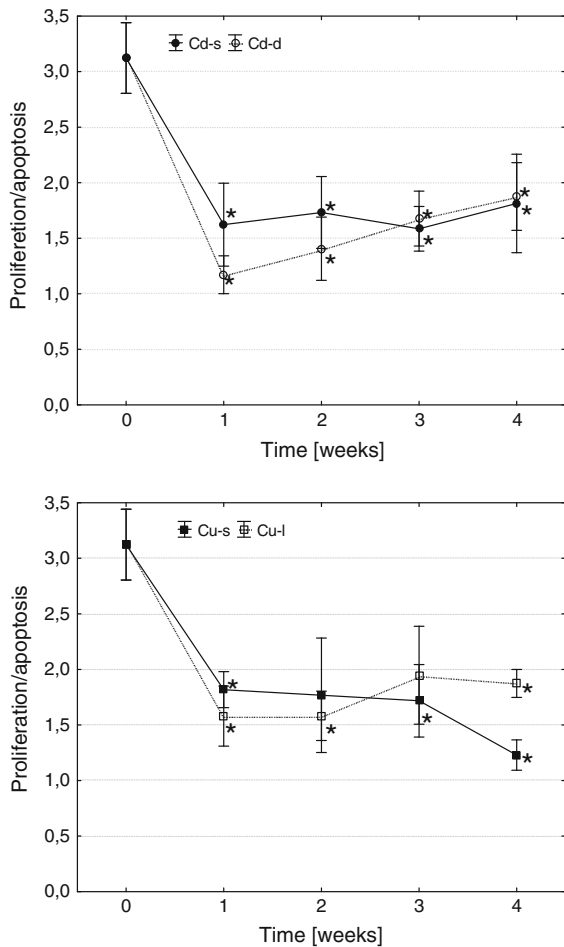 3,5
Cd-s Cd-d
3,0
2,5
2,0
1,5
1,0
0,5
0,0
Proliferetion/apoptosis
* * * * * * * *
0 1 2 3 4
Time [weeks]
3,5
Cu-s Cu-l
3,0
2,5
2,0
1,5
1,0
0,5
0,0
Proliferation/apoptosis
* * * * * *
0 1 2 3 4
Time [weeks]